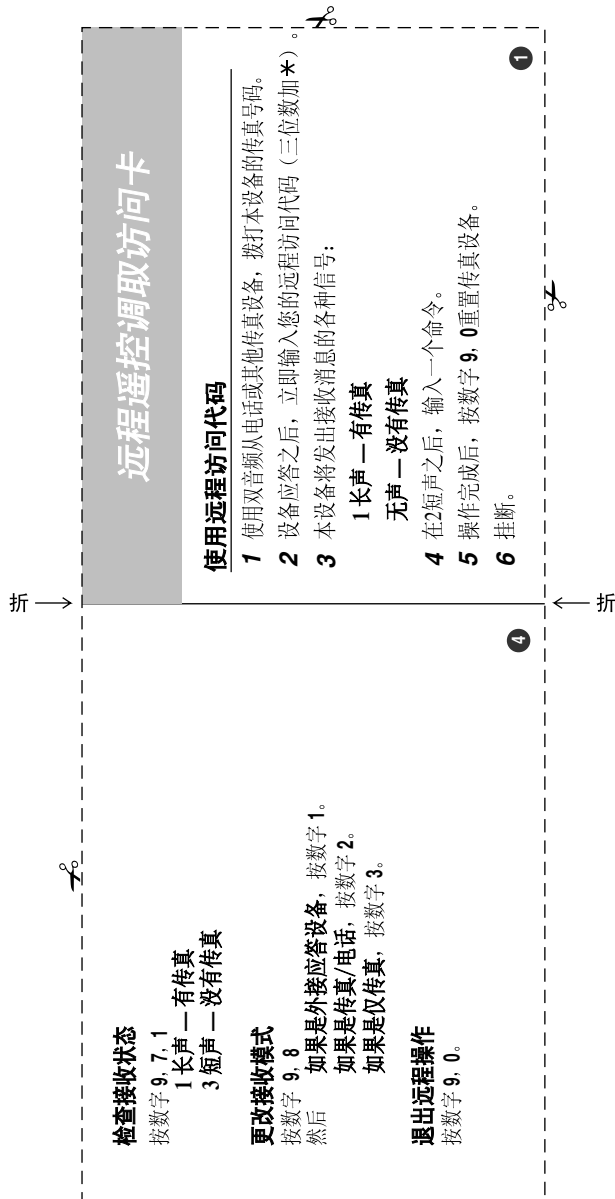 远程遥控调取访问卡
使用远程访问代码
1 使用双音频从电话或其他传真设备，拨打本设备的传真号码。
2 设备应答之后，立即输入您的远程访问代码（三位数加＊）。
3 本设备将发出接收消息的各种信号：
1 长声 — 有传真
无声 — 没有传真
4 在2短声之后，输入一个命令。
5 操作完成后，按数字 9, 0重置传真设备。
6 挂断。
1
折
折
检查接收状态
按数字 9, 7, 1
1 长声 — 有传真
3 短声 — 没有传真
更改接收模式
按数字 9, 8
然后
如果是外接应答设备，按数字 1。
如果是传真/电话，按数字 2。
如果是仅传真，按数字 3。
退出远程操作
按数字 9, 0。
4